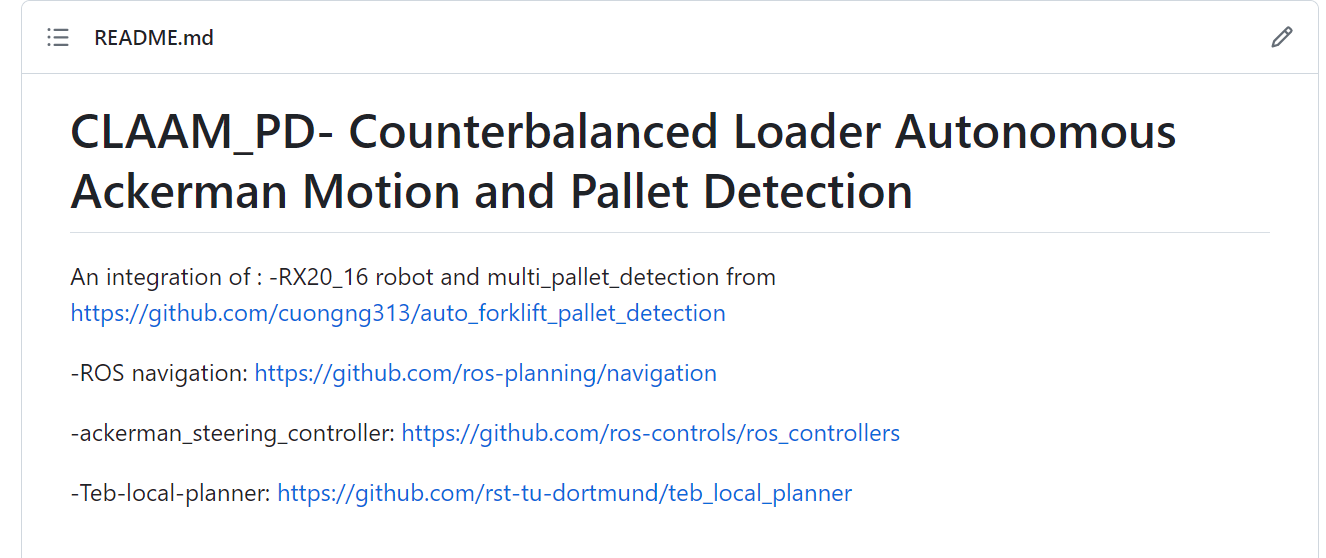 README.md
CLAAM_PD- Counterbalanced Loader Autonomous
Ackerman Motion and Pallet Detection
An integration of : -RX20_16 robot and multi_pallet_detection from
https://github.com/cuongng313/auto_forklift_pallet_detection
-ROS navigation: https://github.com/ros-planning/navigation
-ackerman_steering_controller: https://github.com/ros-controls/ros_controllers
-Teb-local-planner: https://github.com/rst-tu-dortmund/teb_local_planner